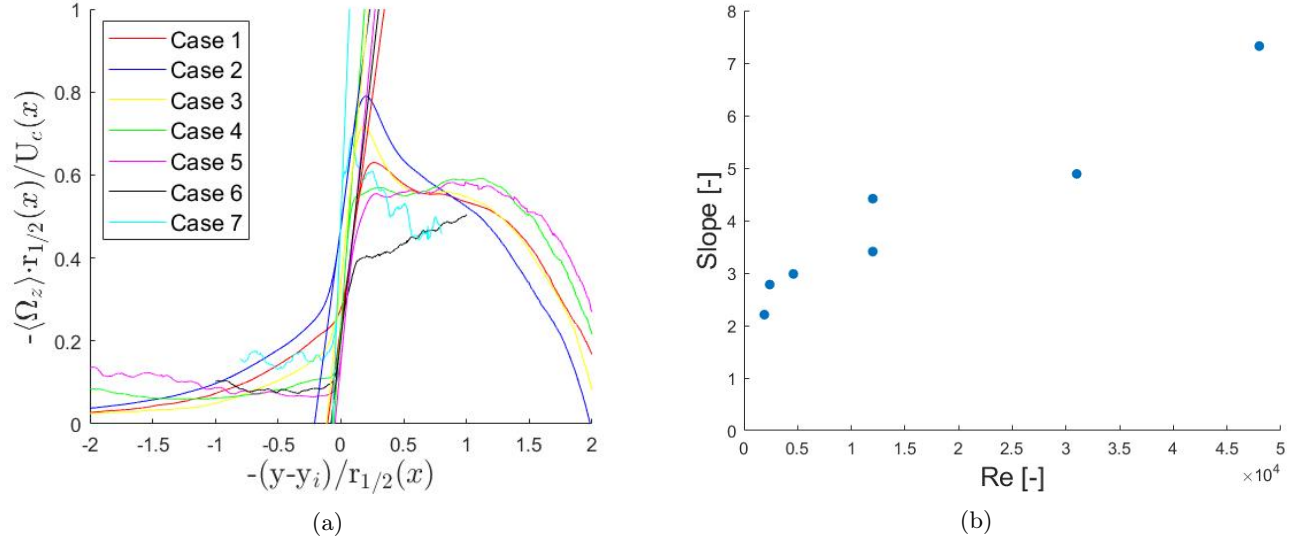 1
0.8
0.6
0.4
0.2
0
-2
-1.5
-1
-0.5
0
0.5
1
1.5
2
-⟨Ω_z⟩·r_{1/2}(x)/U_c(x)
-(y-y_i)/r_{1/2}(x)
Case 1
Case 2
Case 3
Case 4
Case 5
Case 6
Case 7
(a)
8
7
6
5
4
3
2
1
0
0
0.5
1
1.5
2
2.5
3
3.5
4
4.5
5
×10^4
Slope [-]
Re [-]
(b)